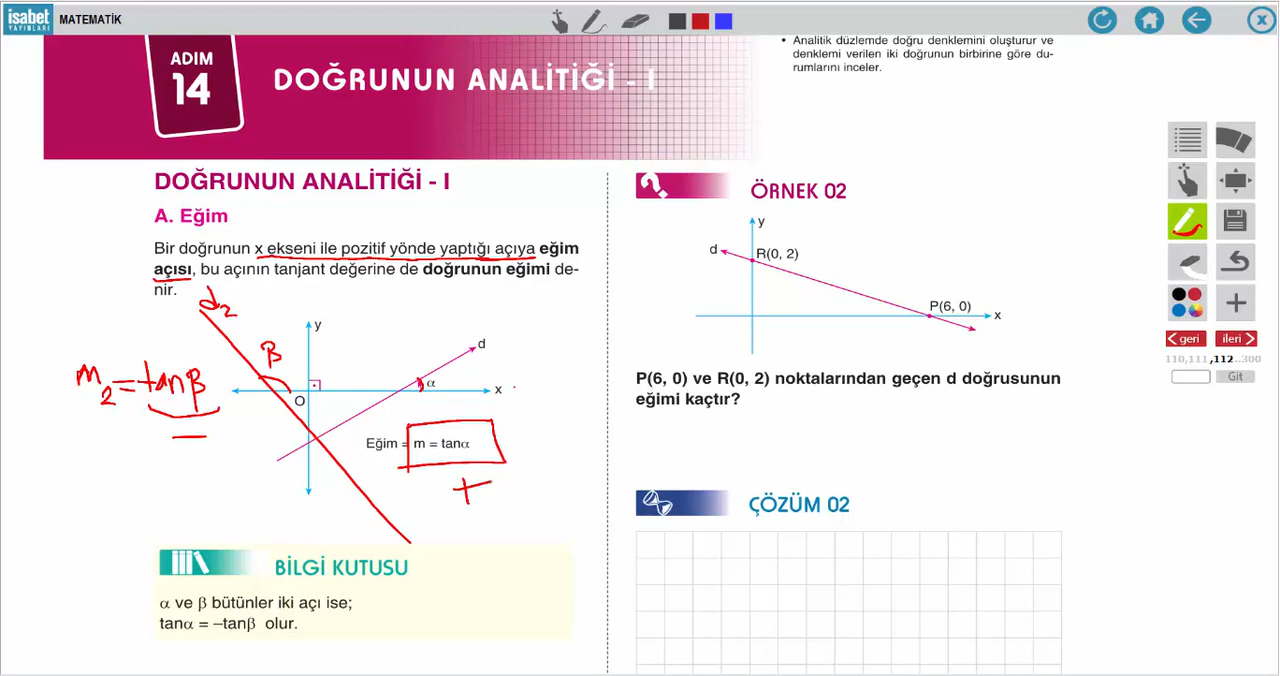 isabet
YAYINLARI
MATEMATİK
ADIM
14
DOĞRUNUN ANALİTİĞİ - I
• Analitik düzlemde doğru denklemini oluşturur ve
denklemi verilen iki doğrunun birbirine göre du-
rumlarını inceler.
DOĞRUNUN ANALİTİĞİ - I
A. Eğim
Bir doğrunun x ekseni ile pozitif yönde yaptığı açıya eğim
açısı, bu açının tanjant değerine de doğrunun eğimi de-
nir.
d2
y
β
d
α
x
O
m2 = tanβ
Eğim = m = tanα
+
BİLGİ KUTUSU
α ve β bütünler iki açı ise;
tanα = –tanβ olur.
ÖRNEK 02
y
d
R(0, 2)
P(6, 0)
x
P(6, 0) ve R(0, 2) noktalarından geçen d doğrusunun
eğimi kaçtır?
ÇÖZÜM 02
geri
ileri
110,111,112..300
Git